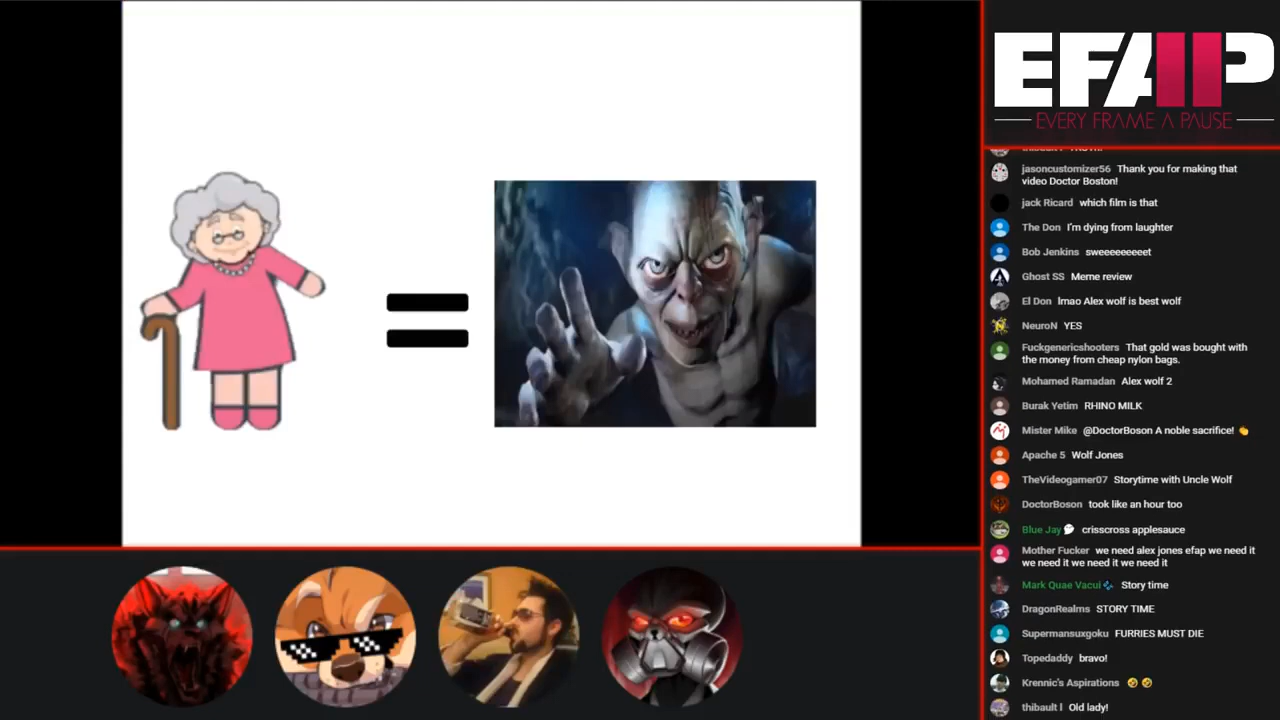 EFAP
EVERY FRAME A PAUSE
jasoncustomizer56 Thank you for making that
video Doctor Boston!
jack Ricard which film is that
The Don I'm dying from laughter
Bob Jenkins sweeeeeeeeet
Ghost SS Meme review
El Don lmao Alex wolf is best wolf
NeuroN YES
Fuckgenericshooters That gold was bought with
the money from cheap nylon bags.
Mohamed Ramadan Alex wolf 2
Burak Yetim RHINO MILK
Mister Mike @DoctorBoson A noble sacrifice! 👏
Apache 5 Wolf Jones
TheVideogamer07 Storytime with Uncle Wolf
DoctorBoson took like an hour too
Blue Jay crisscross applesauce
Mother Fucker we need alex jones efap we need it
we need it we need it we need it
Mark Quae Vacui Story time
DragonRealms STORY TIME
Supermansuxgoku FURRIES MUST DIE
Topedaddy bravo!
Krennic's Aspirations 🤣 🤣
thibault l Old lady!